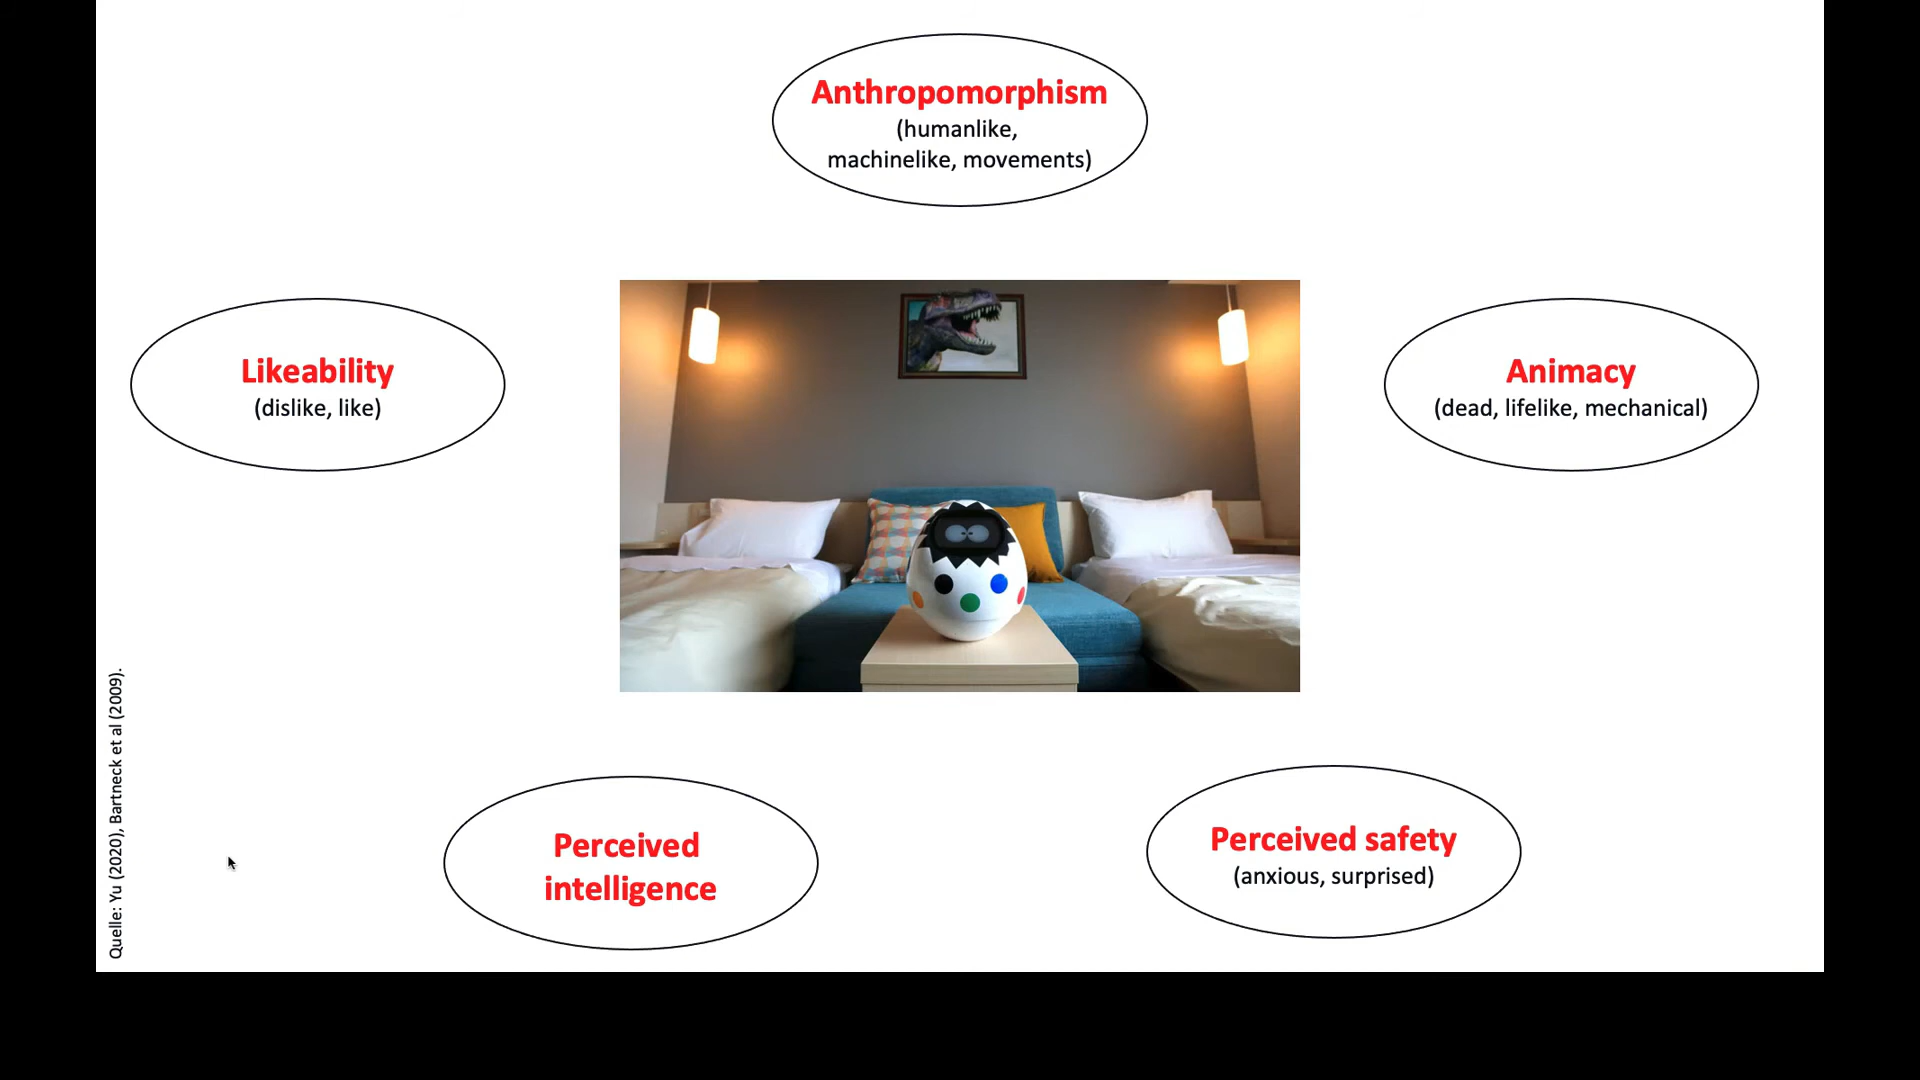 Anthropomorphism
(humanlike,
machinelike, movements)
Likeability
(dislike, like)
Animacy
(dead, lifelike, mechanical)
Perceived
intelligence
Perceived safety
(anxious, surprised)
Quelle: Yu (2020), Bartneck et al (2009).